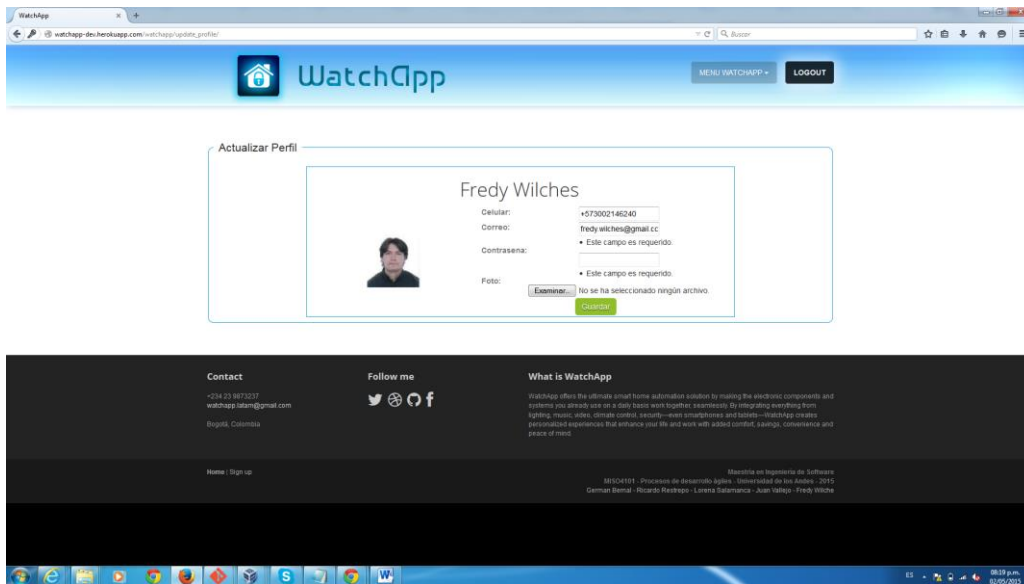 WatchApp
watchapp-dev.herokuapp.com/watchapp/update_profile/
Buscar
WatchApp
MENU WATCHAPP
LOGOUT
Actualizar Perfil
Fredy Wilches
Celular:
+573002146240
Correo:
fredy.wilches@gmail.cc
• Este campo es requerido.
Contrasena:
• Este campo es requerido.
Foto:
Examinar... No se ha seleccionado ningún archivo.
Guardar
Contact
+234 23 9873237
watchapp.latam@gmail.com
Bogotá, Colombia
Follow me
What is WatchApp
WatchApp offers the ultimate smart home automation solution by making the electronic components and
systems you already use on a daily basis work together, seamlessly. By integrating everything from
lighting, music, video, climate control, security—even smartphones and tablets—WatchApp creates
personalized experiences that enhance your life and work with added comfort, savings, convenience and
peace of mind.
Home | Sign up
Maestría en Ingeniería de Software
MISO4101 - Procesos de desarrollo ágiles - Universidad de los Andes - 2015
German Bernal - Ricardo Restrepo - Lorena Salamanca - Juan Vallejo - Fredy Wilche
ES
08:19 p.m.
02/05/2015